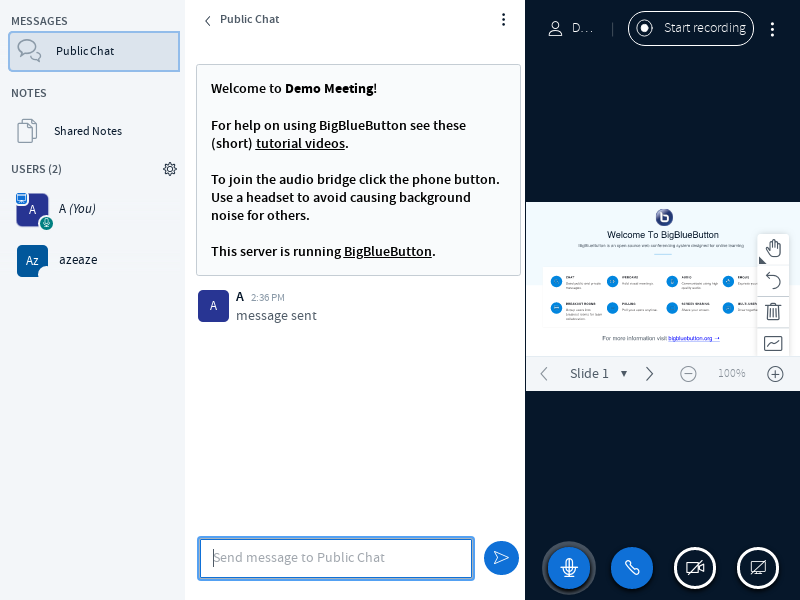 MESSAGES
Public Chat
NOTES
Shared Notes
USERS (2)
A
A (You)
Az
azeaze
Public Chat
Welcome to Demo Meeting!
For help on using BigBlueButton see these
(short) tutorial videos.
To join the audio bridge click the phone button.
Use a headset to avoid causing background
noise for others.
This server is running BigBlueButton.
A
A 2:36 PM
message sent
Send message to Public Chat
D...
Start recording
b
Welcome To BigBlueButton
BigBlueButton is an open source web conferencing system designed for online learning
CHAT
WEBCAMS
AUDIO
EMOJIS
BREAKOUT ROOMS
POLLING
SCREEN SHARING
For more information visit bigbluebutton.org →
Slide 1
100%